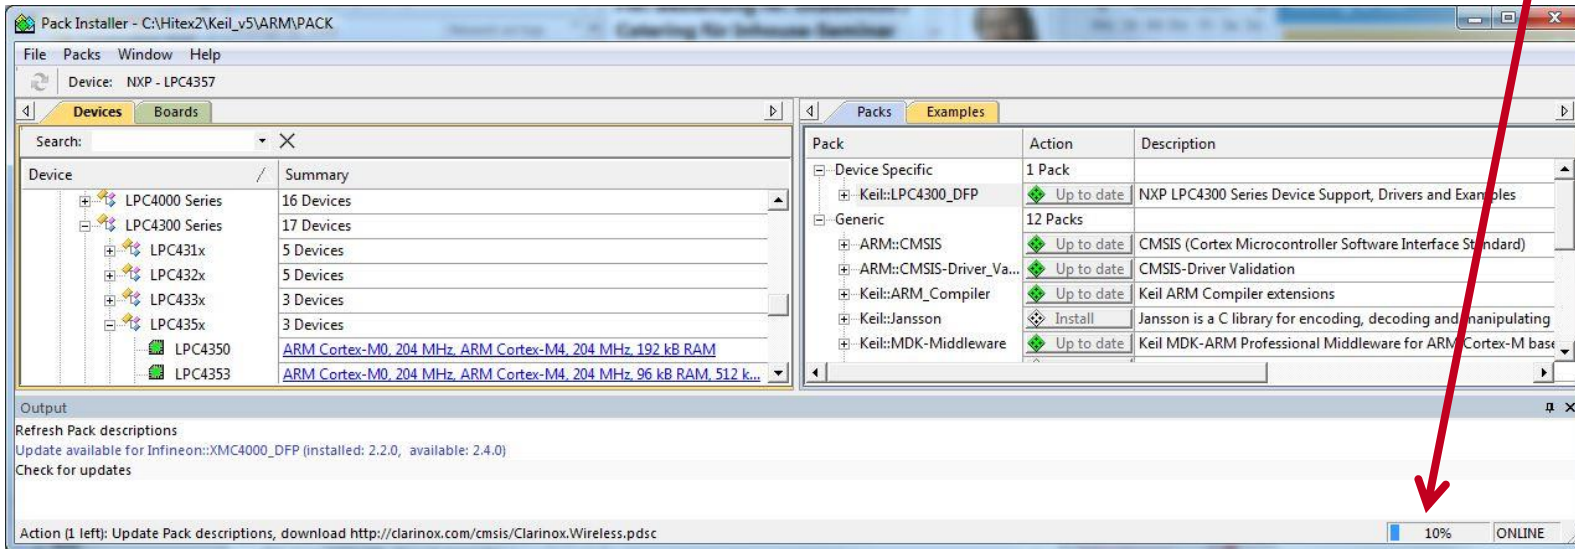 Pack Installer - C:\Hitex2\Keil_v5\ARM\PACK
File Packs Window Help
Device: NXP - LPC4357
Devices Boards
Search:
Device Summary
LPC4000 Series 16 Devices
LPC4300 Series 17 Devices
LPC431x 5 Devices
LPC432x 5 Devices
LPC433x 3 Devices
LPC435x 3 Devices
LPC4350 ARM Cortex-M0, 204 MHz, ARM Cortex-M4, 204 MHz, 192 kB RAM
LPC4353 ARM Cortex-M0, 204 MHz, ARM Cortex-M4, 204 MHz, 96 kB RAM, 512 k...
Packs Examples
Pack Action Description
Device Specific 1 Pack
Keil::LPC4300_DFP Up to date NXP LPC4300 Series Device Support, Drivers and Examples
Generic 12 Packs
ARM::CMSIS Up to date CMSIS (Cortex Microcontroller Software Interface Standard)
ARM::CMSIS-Driver_Va... Up to date CMSIS-Driver Validation
Keil::ARM_Compiler Up to date Keil ARM Compiler extensions
Keil::Jansson Install Jansson is a C library for encoding, decoding and manipulating
Keil::MDK-Middleware Up to date Keil MDK-ARM Professional Middleware for ARM Cortex-M base
Output
Refresh Pack descriptions
Update available for Infineon::XMC4000_DFP (installed: 2.2.0, available: 2.4.0)
Check for updates
Action (1 left): Update Pack descriptions, download http://clarinox.com/cmsis/Clarinox.Wireless.pdsc 10% ONLINE